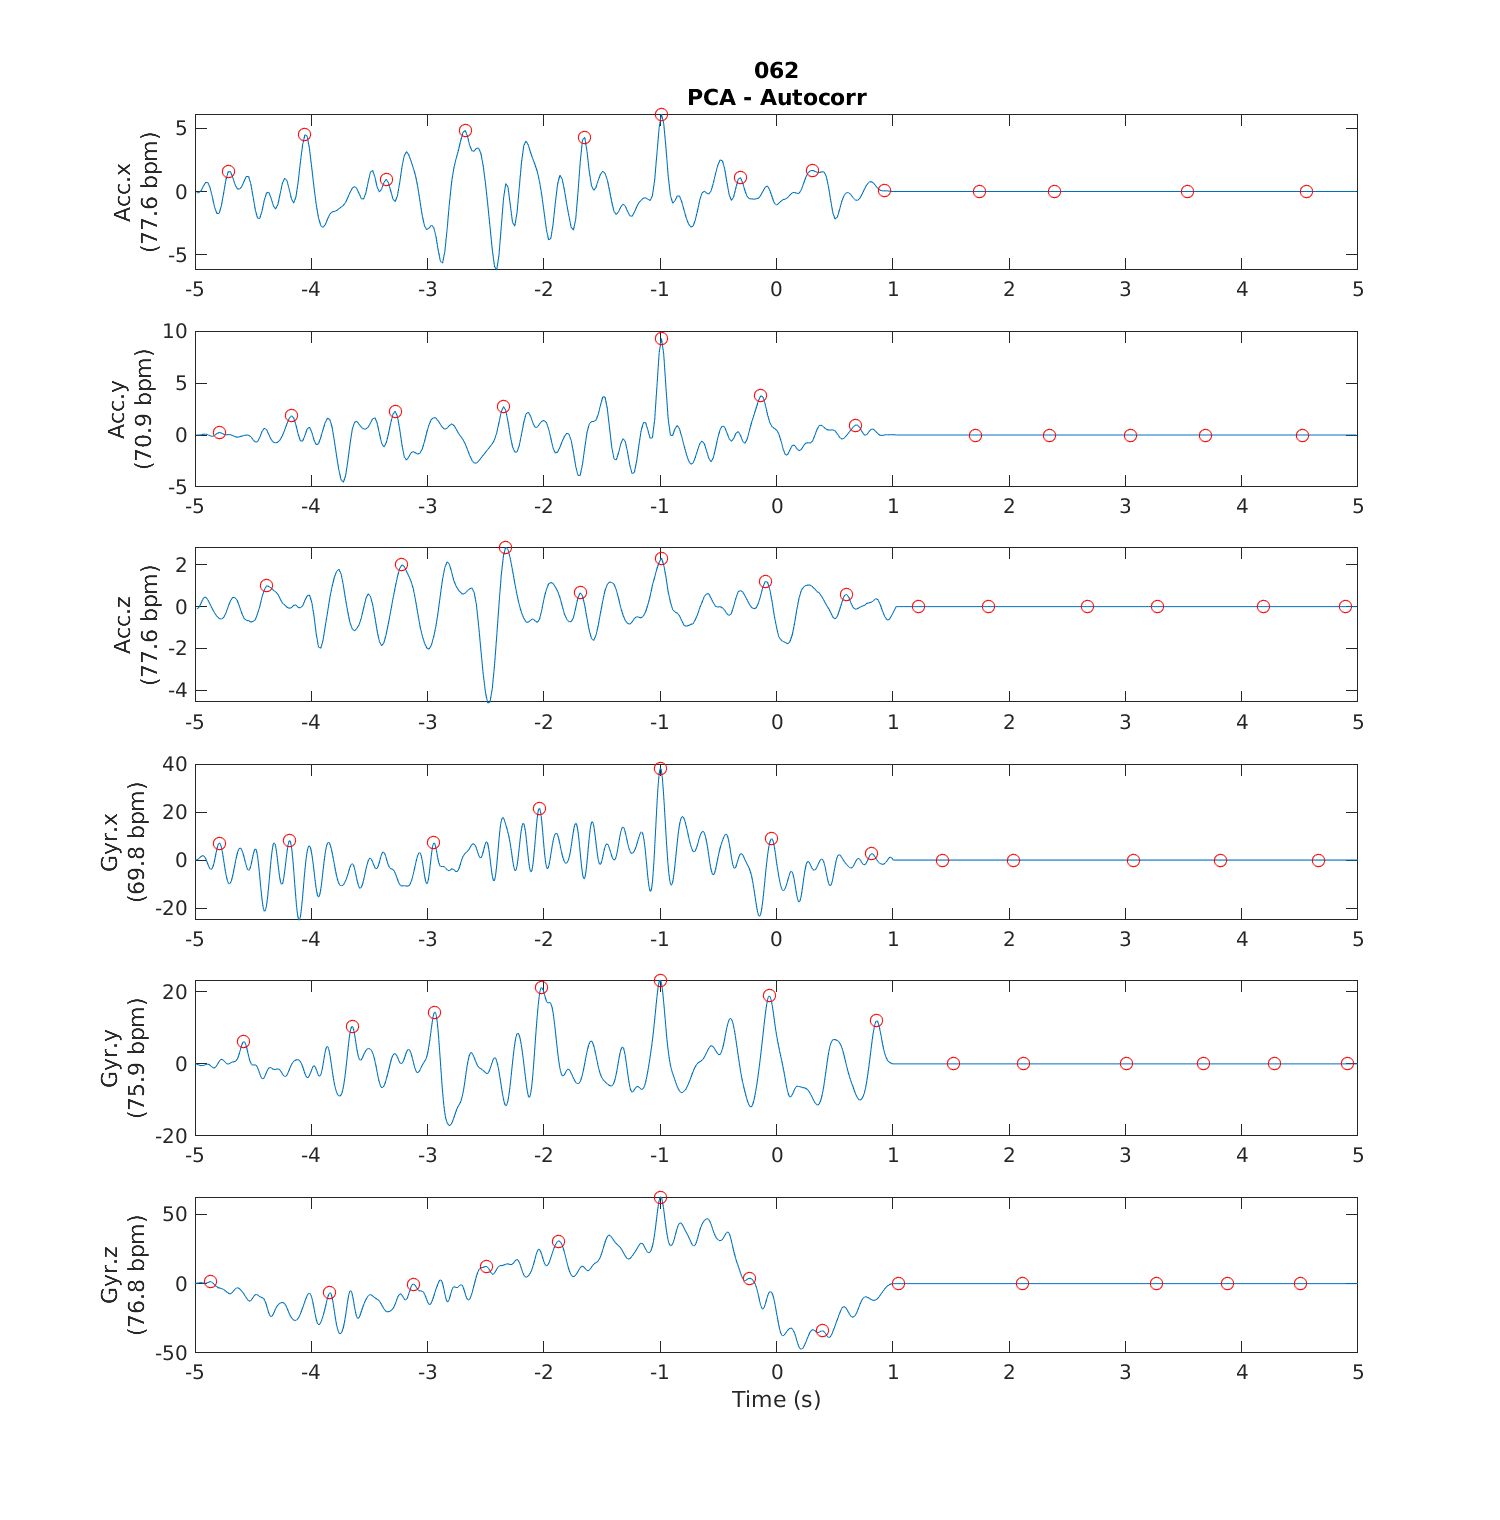 062
PCA - Autocorr
Acc.x
(77.6 bpm)
5
0
-5
-5 -4 -3 -2 -1 0 1 2 3 4 5
Acc.y
(70.9 bpm)
10
5
0
-5
-5 -4 -3 -2 -1 0 1 2 3 4 5
Acc.z
(77.6 bpm)
2
0
-2
-4
-5 -4 -3 -2 -1 0 1 2 3 4 5
Gyr.x
(69.8 bpm)
40
20
0
-20
-5 -4 -3 -2 -1 0 1 2 3 4 5
Gyr.y
(75.9 bpm)
20
0
-20
-5 -4 -3 -2 -1 0 1 2 3 4 5
Gyr.z
(76.8 bpm)
50
0
-50
-5 -4 -3 -2 -1 0 1 2 3 4 5
Time (s)